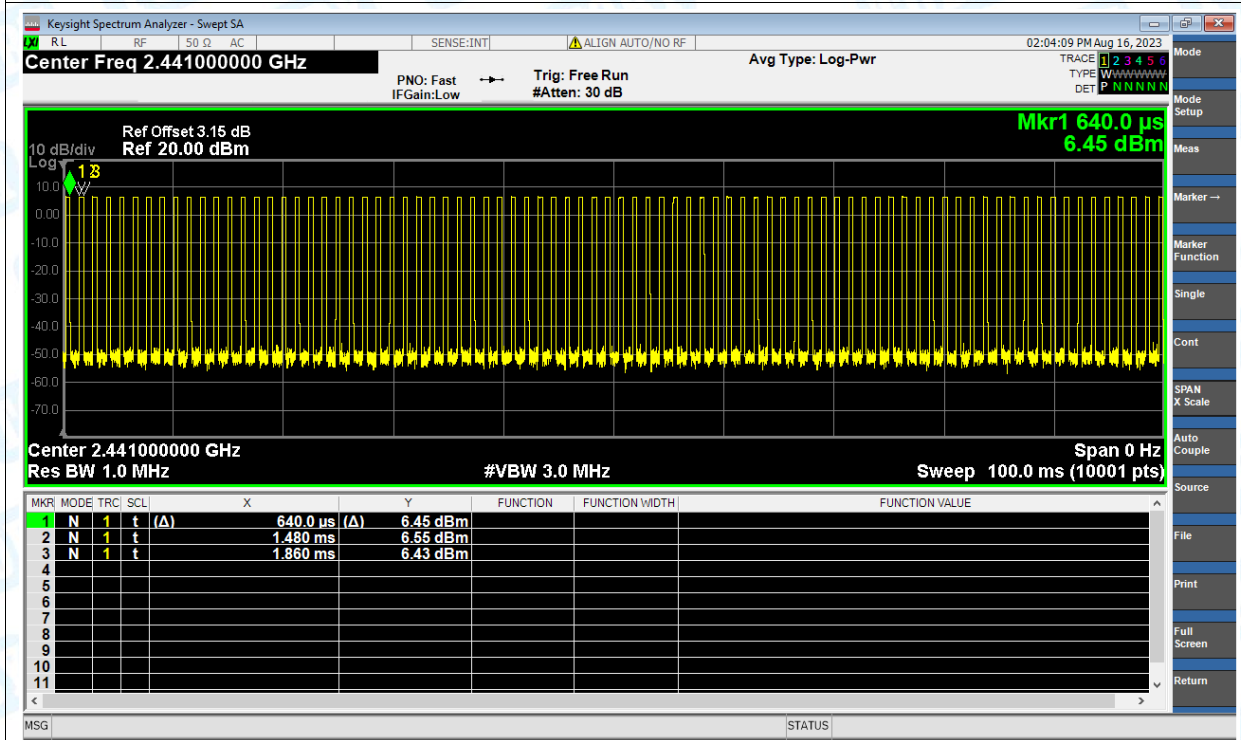 Keysight Spectrum Analyzer - Swept SA
LXI RL RF 50 Ω AC SENSE:INT ALIGN AUTO/NO RF 02:04:09 PM Aug 16, 2023
Center Freq 2.441000000 GHz Avg Type: Log-Pwr TRACE 1 2 3 4 5 6
PNO: Fast Trig: Free Run TYPE WWWWWW
IFGain:Low #Atten: 30 dB DET P N N N N N
Mode
Mode Setup
Meas
Marker→
Marker Function
Single
Cont
SPAN X Scale
Auto Couple
Source
File
Print
Full Screen
Return
Ref Offset 3.15 dB Mkr1 640.0 µs
10 dB/div Ref 20.00 dBm 6.45 dBm
Log
1 2 3
10.0
0.00
-10.0
-20.0
-30.0
-40.0
-50.0
-60.0
-70.0
Center 2.441000000 GHz Span 0 Hz
Res BW 1.0 MHz #VBW 3.0 MHz Sweep 100.0 ms (10001 pts)
MKR MODE TRC SCL X Y FUNCTION FUNCTION WIDTH FUNCTION VALUE
1 N 1 t (Δ) 640.0 µs (Δ) 6.45 dBm
2 N 1 t 1.480 ms 6.55 dBm
3 N 1 t 1.860 ms 6.43 dBm
4
5
6
7
8
9
10
11
MSG STATUS